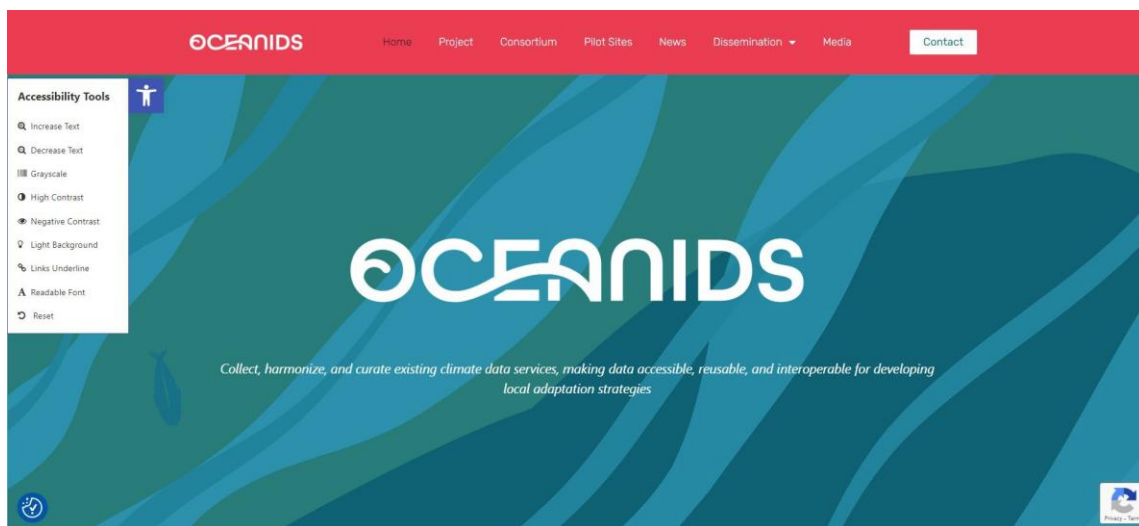 OCEANIDS
Home Project Consortium Pilot Sites News Dissemination Media Contact
Accessibility Tools
Increase Text
Decrease Text
Grayscale
High Contrast
Negative Contrast
Light Background
Links Underline
Readable Font
Reset
OCEANIDS
Collect, harmonize, and curate existing climate data services, making data accessible, reusable, and interoperable for developing
local adaptation strategies
Privacy - Term